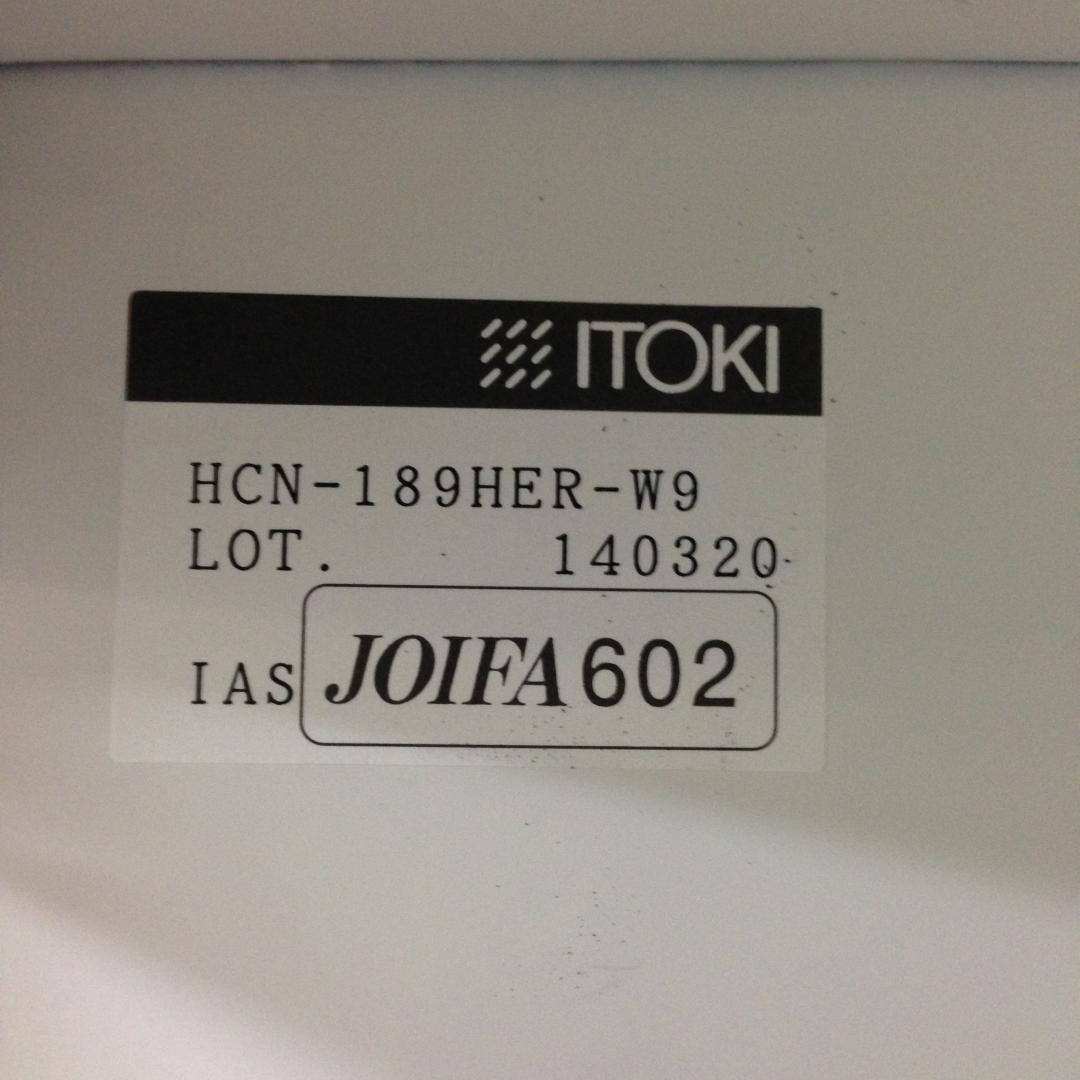 ITOKI
HCN-189HER-W9
LOT. 140320
IAS JOIFA 602